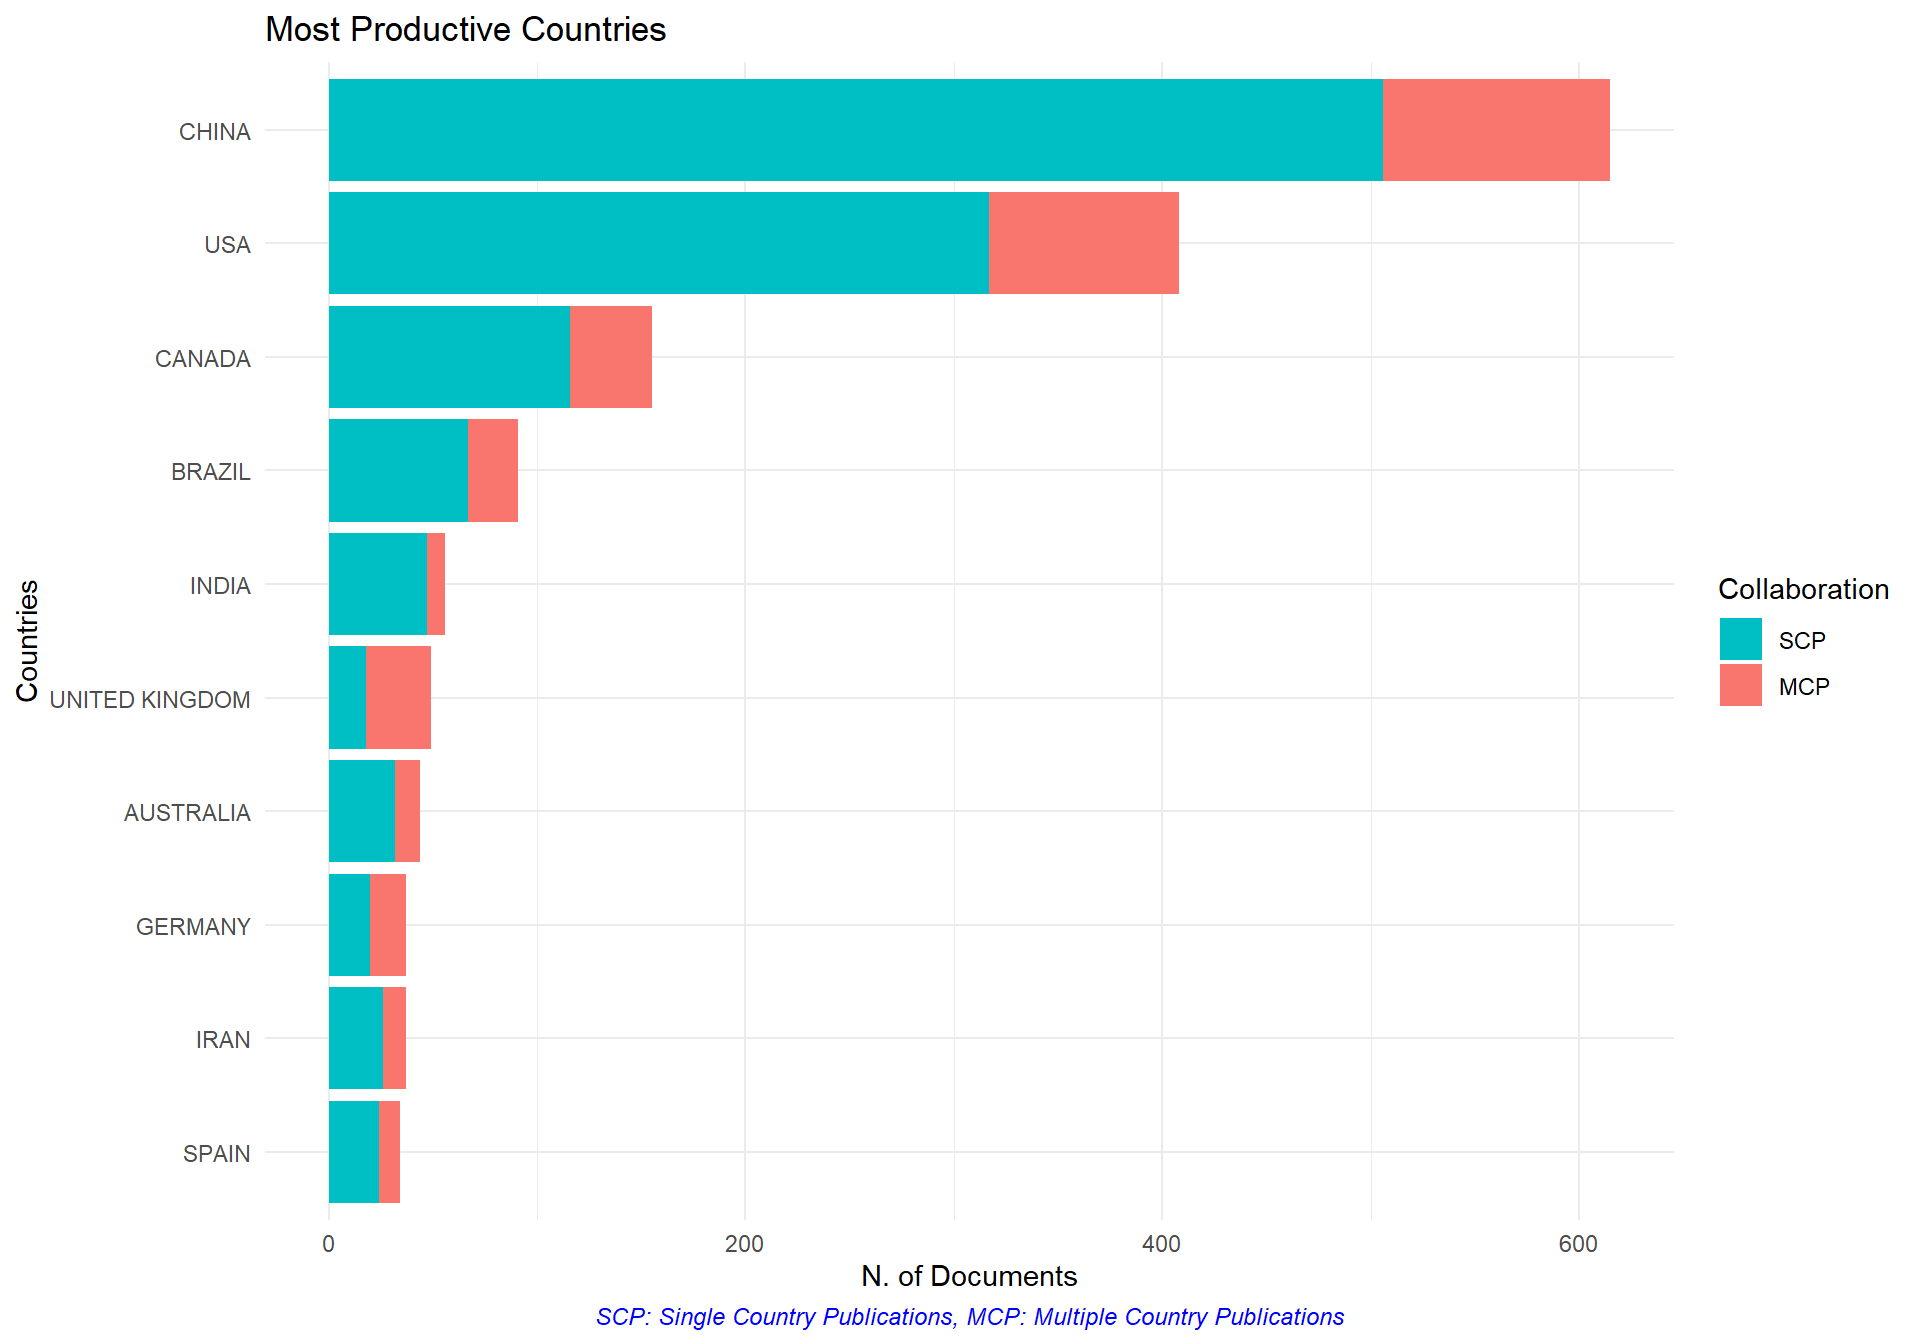 Most Productive Countries
CHINA
USA
CANADA
BRAZIL
INDIA
UNITED KINGDOM
AUSTRALIA
GERMANY
IRAN
SPAIN
Countries
0 200 400 600
N. of Documents
SCP: Single Country Publications, MCP: Multiple Country Publications
Collaboration
SCP
MCP